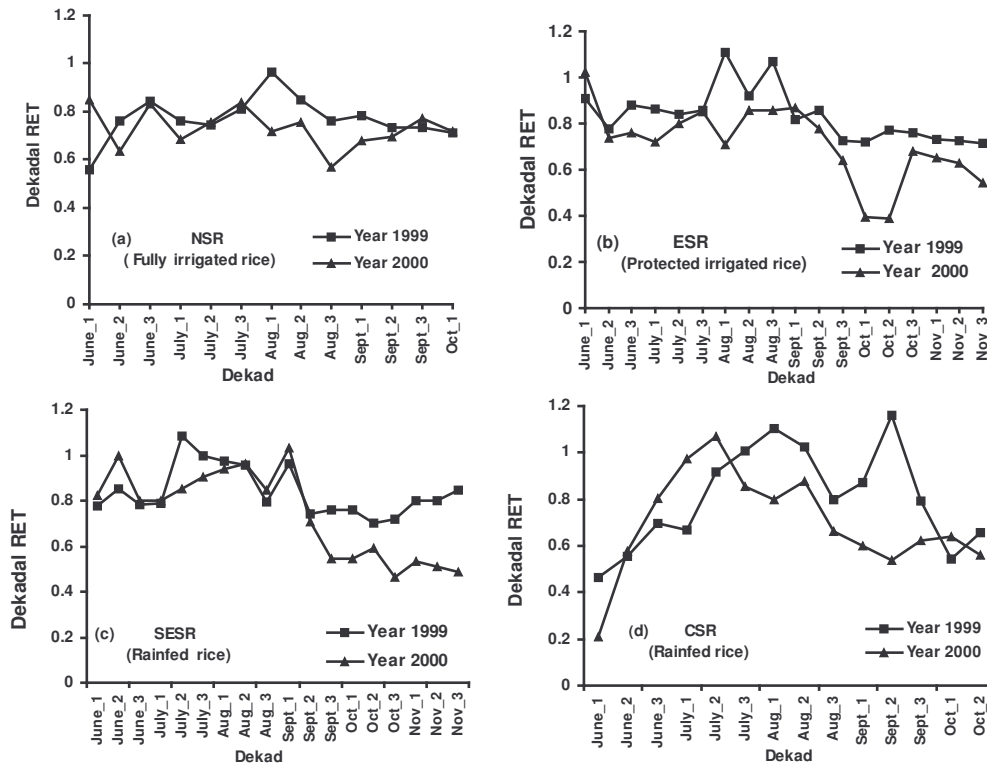 1.2
1
0.8
0.6
0.4
0.2
0
Dekadal RET
(a) NSR
( Fully irrigated rice)
Year 1999
Year 2000
June_1
June_2
June_3
July_1
July_2
July_3
Aug_1
Aug_2
Aug_3
Sept_1
Sept_2
Sept_3
Oct_1
Dekad
1.2
1
0.8
0.6
0.4
0.2
0
Dekadal RET
(b) ESR
(Protected irrigated rice)
Year 1999
Year 2000
June_1
June_2
June_3
July_1
July_2
July_3
Aug_1
Aug_2
Aug_3
Sept_1
Sept_2
Sept_3
Oct_1
Oct_2
Oct_3
Nov_1
Nov_2
Nov_3
Dekad
1.2
1
0.8
0.6
0.4
0.2
0
Dekadal RET
(c) SESR
(Rainfed rice)
Year 1999
Year 2000
June_1
June_2
June_3
July_1
July_2
July_3
Aug_1
Aug_2
Aug_3
Sept_1
Sept_2
Sept_3
Oct_1
Oct_2
Oct_3
Nov_1
Nov_2
Nov_3
Dekad
1.2
1
0.8
0.6
0.4
0.2
0
Dekadal RET
(d) CSR
(Rainfed rice)
Year 1999
Year 2000
June_1
June_2
June_3
July_1
July_2
July_3
Aug_1
Aug_2
Aug_3
Sept_1
Sept_2
Sept_3
Oct_1
Oct_2
Dekad